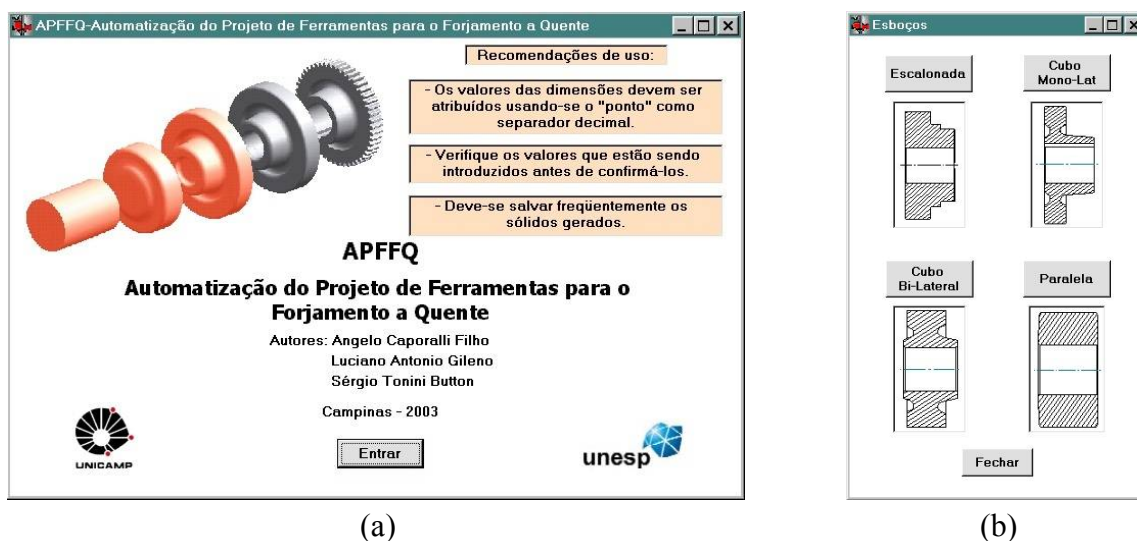 APFFQ-Automatização do Projeto de Ferramentas para o Forjamento a Quente
Recomendações de uso:
- Os valores das dimensões devem ser
atribuídos usando-se o "ponto" como
separador decimal.
- Verifique os valores que estão sendo
introduzidos antes de confirmá-los.
- Deve-se salvar freqüentemente os
sólidos gerados.
APFFQ
Automatização do Projeto de Ferramentas para o
Forjamento a Quente
Autores: Angelo Caporalli Filho
Luciano Antonio Gileno
Sérgio Tonini Button
Campinas - 2003
UNICAMP
Entrar
unesp
(a)
Esboços
Escalonada
Cubo
Mono-Lat
Cubo
Bi-Lateral
Paralela
Fechar
(b)